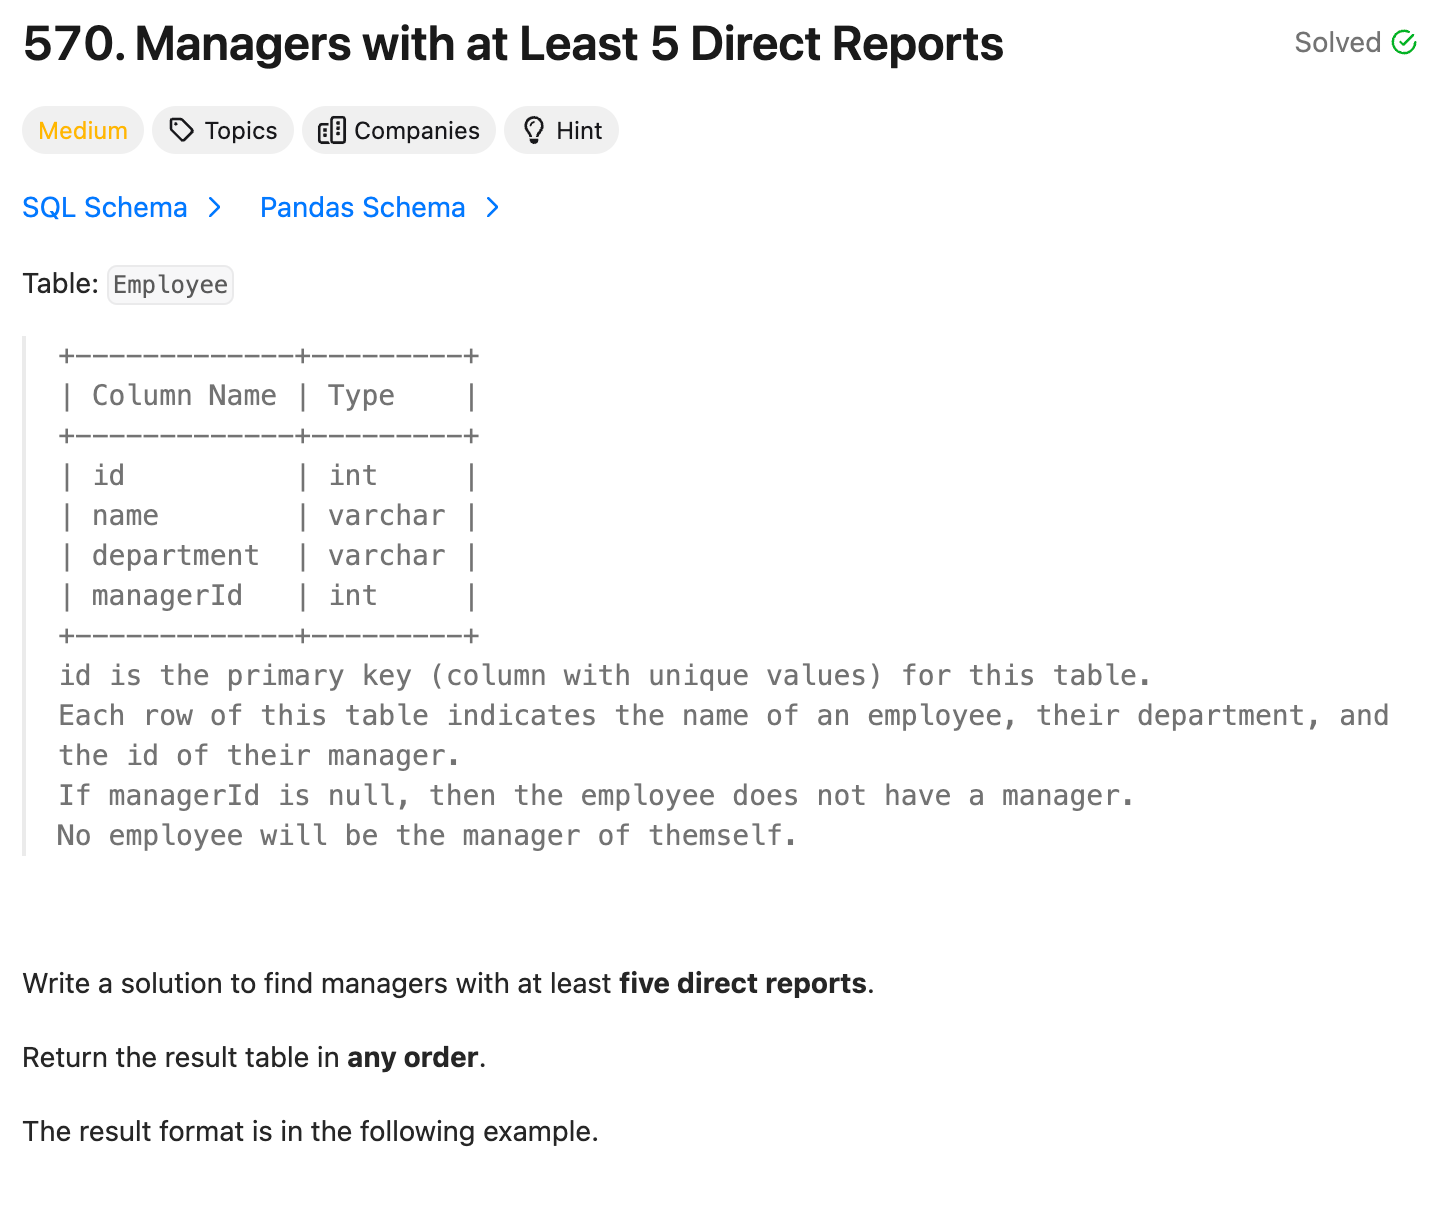 570. Managers with at Least 5 Direct Reports
Solved
Medium
Topics
Companies
Hint
SQL Schema
Pandas Schema
Table: Employee
+-------------+---------+
| Column Name | Type    |
+-------------+---------+
| id          | int     |
| name        | varchar |
| department  | varchar |
| managerId   | int     |
+-------------+---------+
id is the primary key (column with unique values) for this table.
Each row of this table indicates the name of an employee, their department, and
the id of their manager.
If managerId is null, then the employee does not have a manager.
No employee will be the manager of themself.
Write a solution to find managers with at least five direct reports.
Return the result table in any order.
The result format is in the following example.